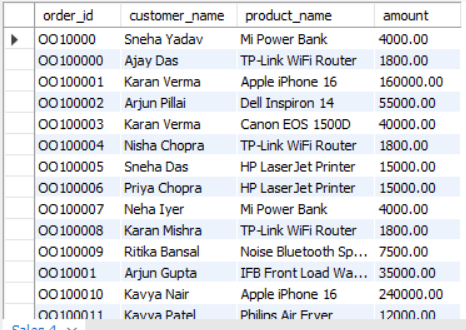 order_id customer_name product_name amount
OO10000 Sneha Yadav Mi Power Bank 4000.00
OO100000 Ajay Das TP-Link WiFi Router 1800.00
OO100001 Karan Verma Apple iPhone 16 160000.00
OO100002 Arjun Pillai Dell Inspiron 14 55000.00
OO100003 Karan Verma Canon EOS 1500D 40000.00
OO100004 Nisha Chopra TP-Link WiFi Router 1800.00
OO100005 Sneha Das HP LaserJet Printer 15000.00
OO100006 Priya Chopra HP LaserJet Printer 15000.00
OO100007 Neha Iyer Mi Power Bank 4000.00
OO100008 Karan Mishra TP-Link WiFi Router 1800.00
OO100009 Ritika Bansal Noise Bluetooth Sp... 7500.00
OO10001 Arjun Gupta IFB Front Load Wa... 35000.00
OO100010 Kavya Nair Apple iPhone 16 240000.00
OO100011 Kavya Patel Philips Air Fryer 12000.00
Sales 4